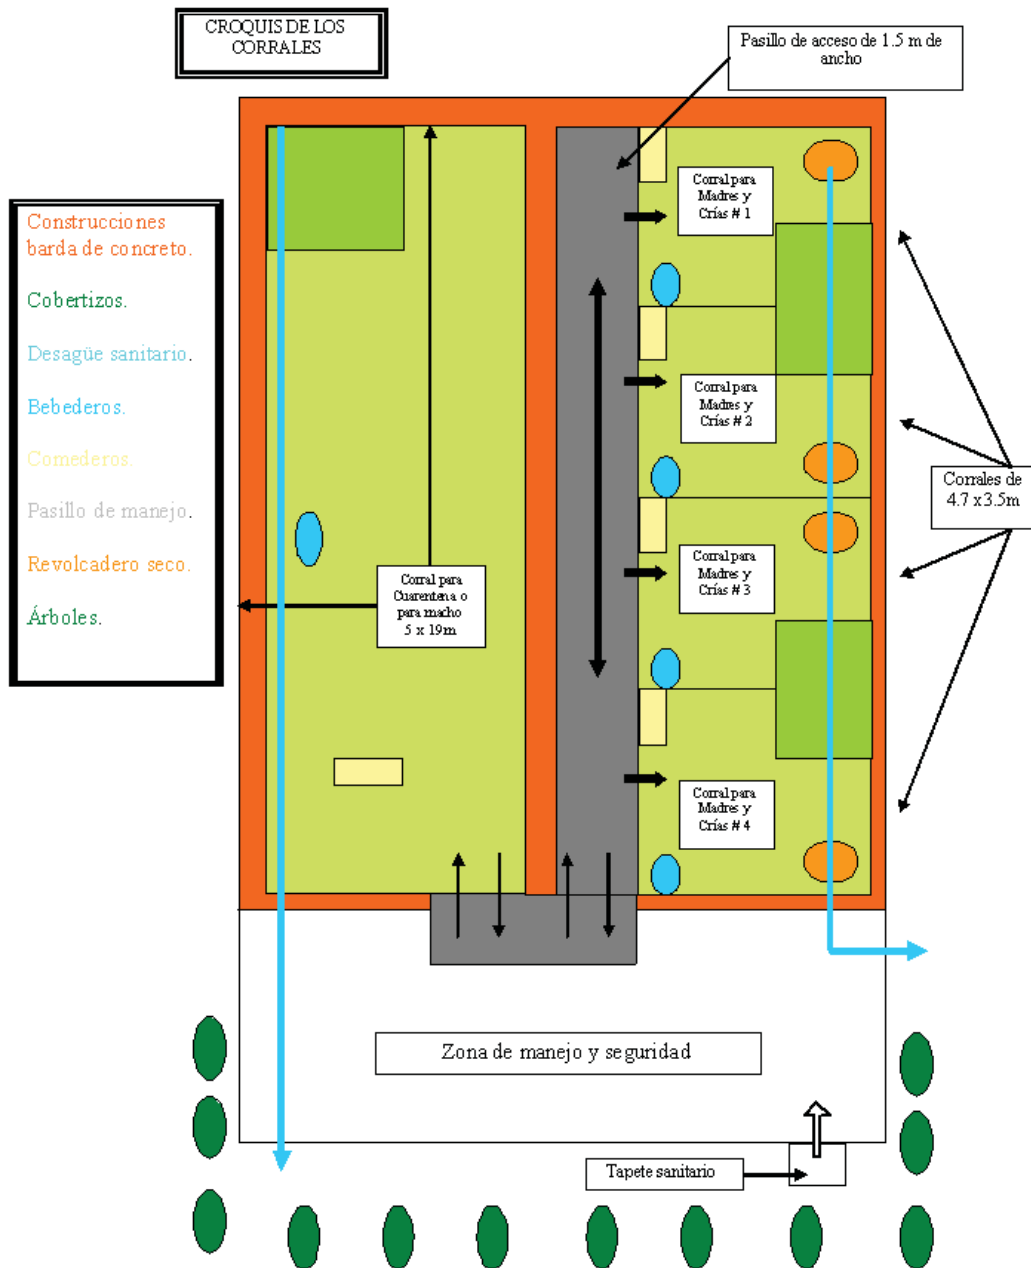 CROQUIS DE LOS
CORRALES
Pasillo de acceso de 1.5 m de
ancho
Construcciones
barda de concreto.
Cobertizos.
Desagüe sanitario.
Bebederos.
Comederos.
Pasillo de manejo.
Revolcadero seco.
Árboles.
Corral para
Madres y
Crías # 1
Corral para
Madres y
Crías # 2
Corrales de
4.7 x 3.5m
Corral para
Madres y
Crías # 3
Corral para
Cuarentena o
para macho
5 x 19m
Corral para
Madres y
Crías # 4
Zona de manejo y seguridad
Tapete sanitario